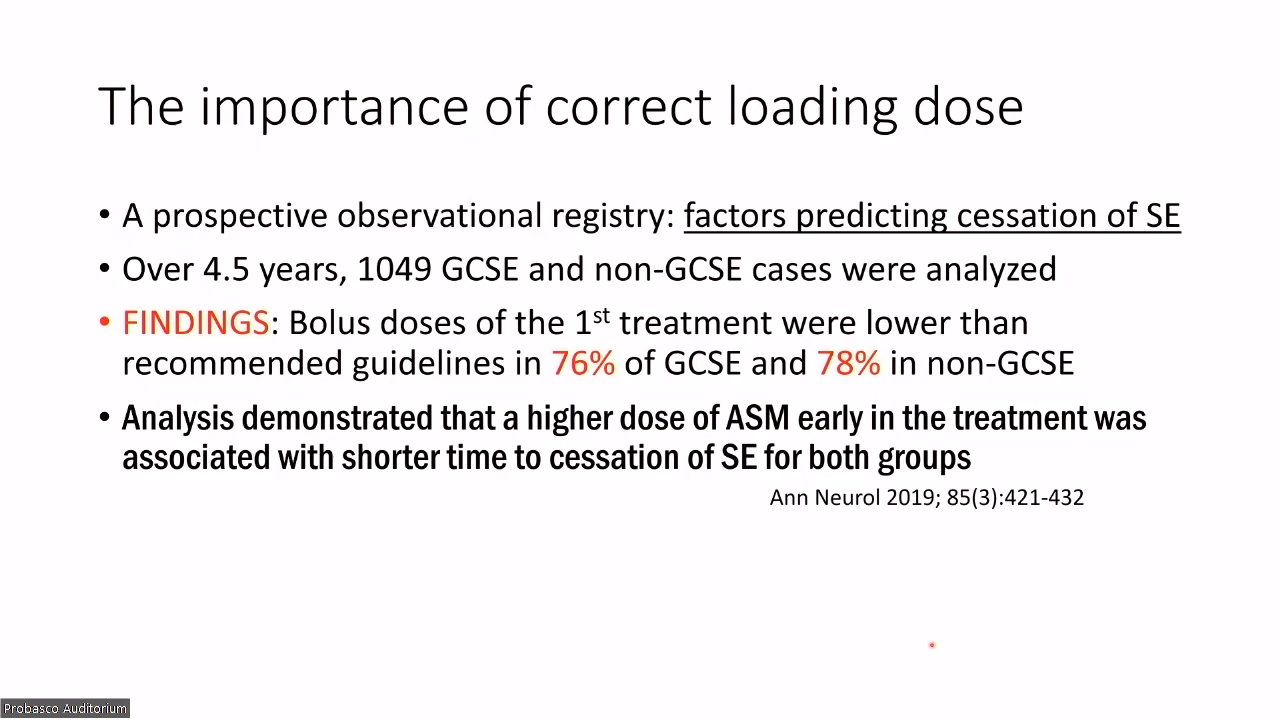 The importance of correct loading dose
• A prospective observational registry: factors predicting cessation of SE
• Over 4.5 years, 1049 GCSE and non-GCSE cases were analyzed
• FINDINGS: Bolus doses of the 1st treatment were lower than
recommended guidelines in 76% of GCSE and 78% in non-GCSE
• Analysis demonstrated that a higher dose of ASM early in the treatment was
associated with shorter time to cessation of SE for both groups
Ann Neurol 2019; 85(3):421-432
Probasco Auditorium